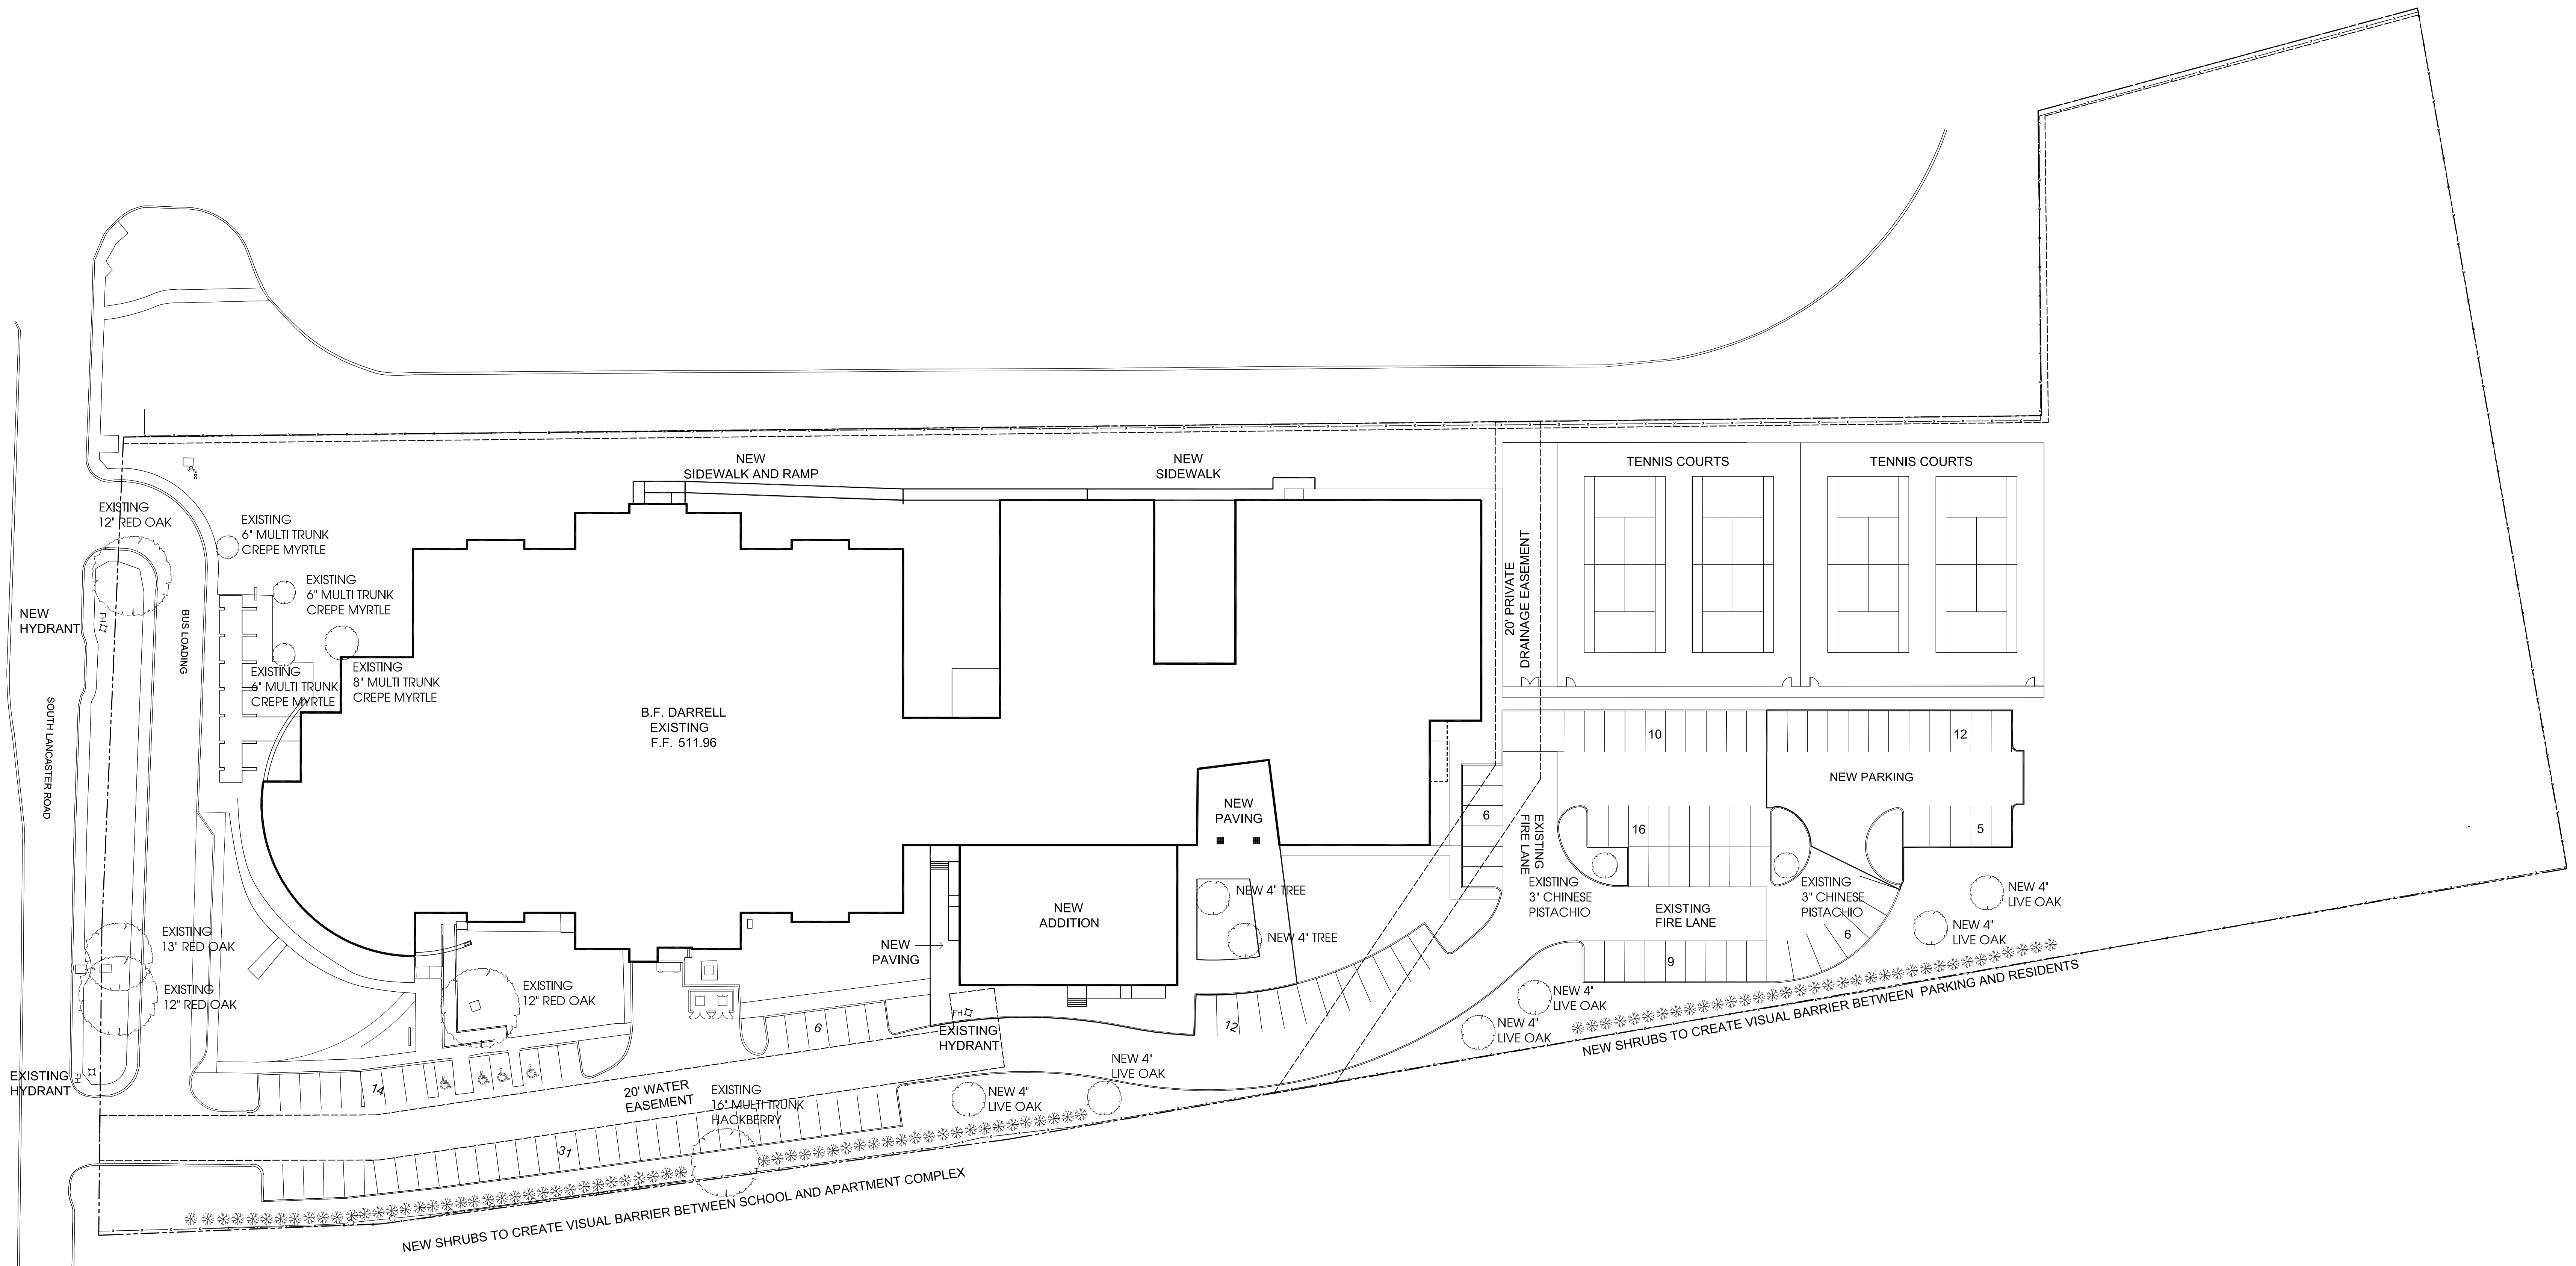 NEW
SIDEWALK AND RAMP
NEW
SIDEWALK
TENNIS COURTS
TENNIS COURTS
EXISTING
12" RED OAK
EXISTING
6" MULTI TRUNK
CREPE MYRTLE
EXISTING
6" MULTI TRUNK
CREPE MYRTLE
NEW
HYDRANT
FH
BUS LOADING
EXISTING
6" MULTI TRUNK
CREPE MYRTLE
EXISTING
8" MULTI TRUNK
CREPE MYRTLE
SOUTH LANCASTER ROAD
B.F. DARRELL
EXISTING
F.F. 511.96
20' PRIVATE
DRAINAGE EASEMENT
10
12
NEW PARKING
NEW
PAVING
6
EXISTING
FIRE LANE
16
5
EXISTING
3" CHINESE
PISTACHIO
EXISTING
3" CHINESE
PISTACHIO
NEW 4"
LIVE OAK
NEW 4" TREE
NEW 4" TREE
NEW
ADDITION
EXISTING
FIRE LANE
NEW 4"
LIVE OAK
6
9
EXISTING
13" RED OAK
NEW
PAVING
EXISTING
12" RED OAK
EXISTING
12" RED OAK
NEW 4"
LIVE OAK
NEW 4"
LIVE OAK
FH
EXISTING
HYDRANT
6
12
NEW SHRUBS TO CREATE VISUAL BARRIER BETWEEN PARKING AND RESIDENTS
EXISTING
HYDRANT
FH
14
20' WATER
EASEMENT
EXISTING
16" MULTI TRUNK
HACKBERRY
NEW 4"
LIVE OAK
NEW 4"
LIVE OAK
31
NEW SHRUBS TO CREATE VISUAL BARRIER BETWEEN SCHOOL AND APARTMENT COMPLEX